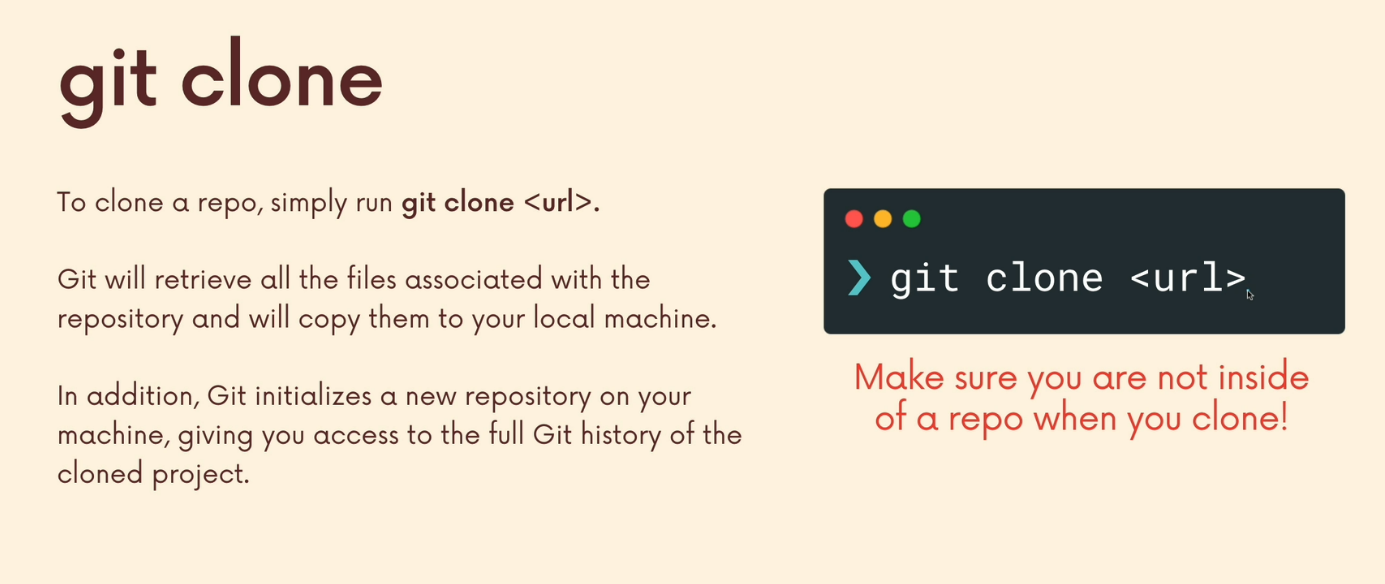 git clone
To clone a repo, simply run git clone <url>.
Git will retrieve all the files associated with the
repository and will copy them to your local machine.
In addition, Git initializes a new repository on your
machine, giving you access to the full Git history of the
cloned project.
❯ git clone <url>
Make sure you are not inside
of a repo when you clone!